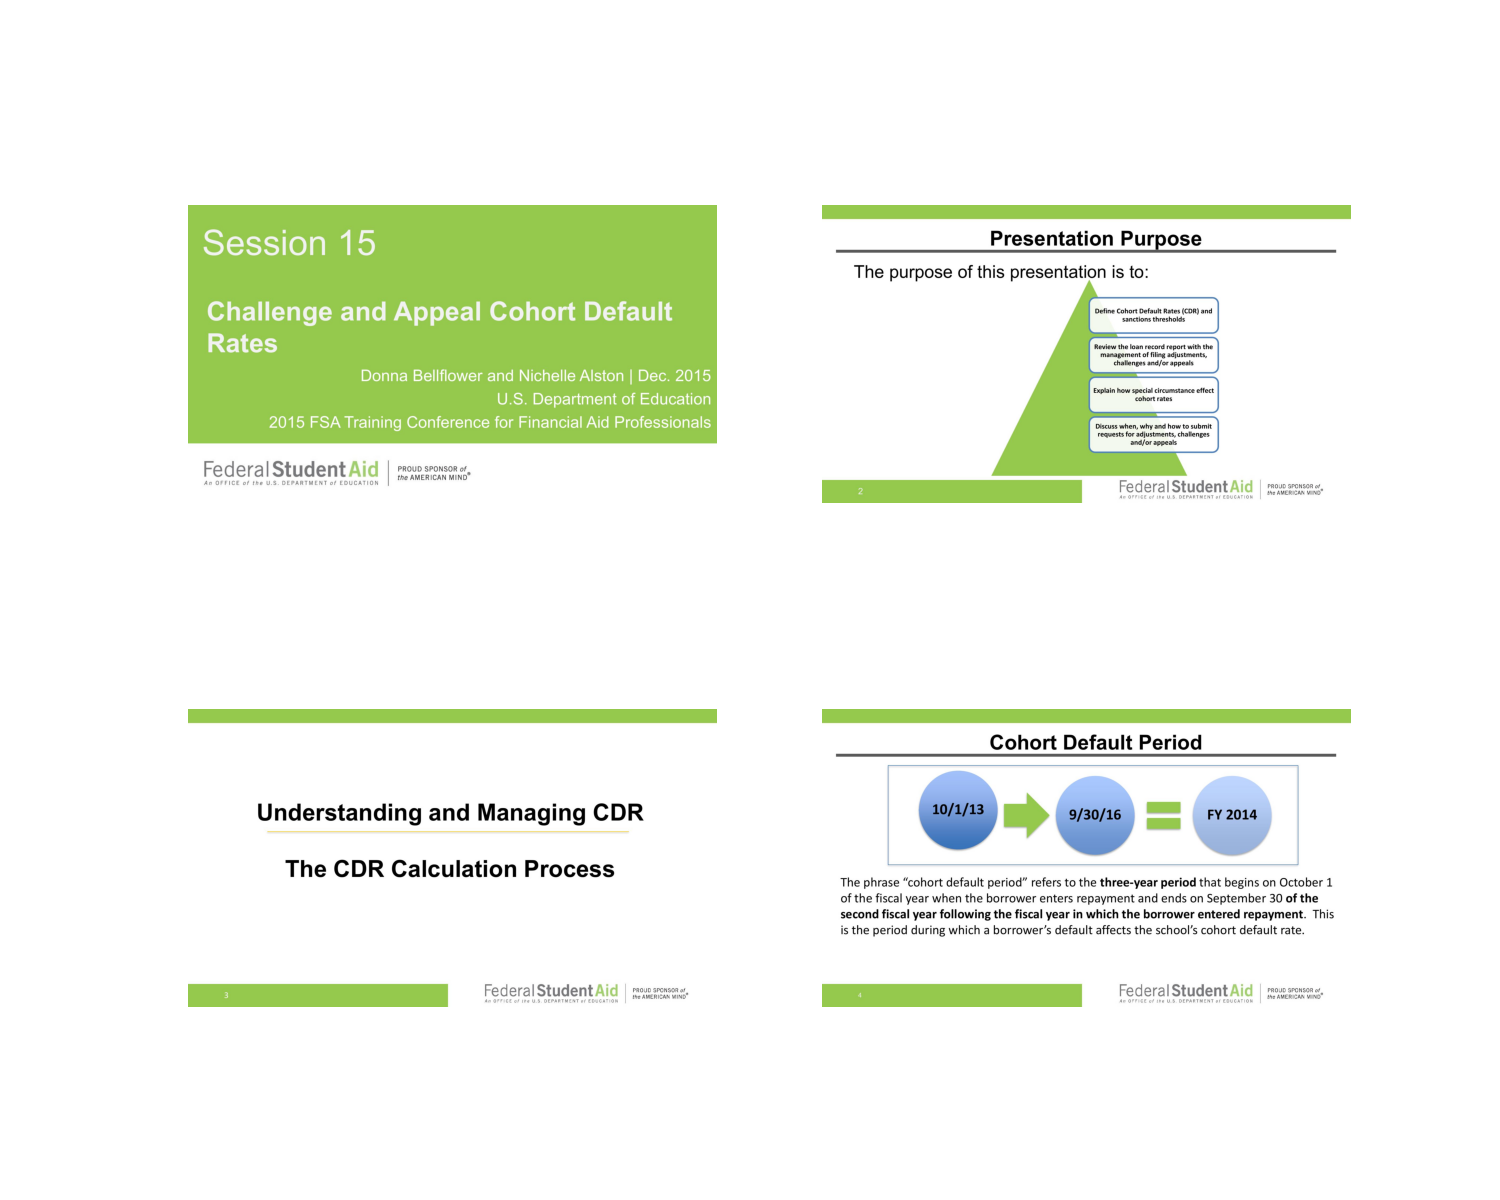 Session 15
Challenge and Appeal Cohort Default
Rates
Donna Bellflower and Nichelle Alston | Dec. 2015
U.S. Department of Education
2015 FSA Training Conference for Financial Aid Professionals
Federal Student Aid
An OFFICE of the U.S. DEPARTMENT of EDUCATION
PROUD SPONSOR of
the AMERICAN MIND®
Presentation Purpose
The purpose of this presentation is to:
Define Cohort Default Rates (CDR) and
sanctions thresholds
Review the loan record report with the
management of filing adjustments,
challenges and/or appeals
Explain how special circumstance effect
cohort rates
Discuss when, why and how to submit
requests for adjustments, challenges
and/or appeals
2
Federal Student Aid
An OFFICE of the U.S. DEPARTMENT of EDUCATION
PROUD SPONSOR of
the AMERICAN MIND®
Understanding and Managing CDR
The CDR Calculation Process
3
Federal Student Aid
An OFFICE of the U.S. DEPARTMENT of EDUCATION
PROUD SPONSOR of
the AMERICAN MIND®
Cohort Default Period
10/1/13
9/30/16
FY 2014
The phrase “cohort default period” refers to the three-year period that begins on October 1
of the fiscal year when the borrower enters repayment and ends on September 30 of the
second fiscal year following the fiscal year in which the borrower entered repayment. This
is the period during which a borrower’s default affects the school’s cohort default rate.
4
Federal Student Aid
An OFFICE of the U.S. DEPARTMENT of EDUCATION
PROUD SPONSOR of
the AMERICAN MIND®